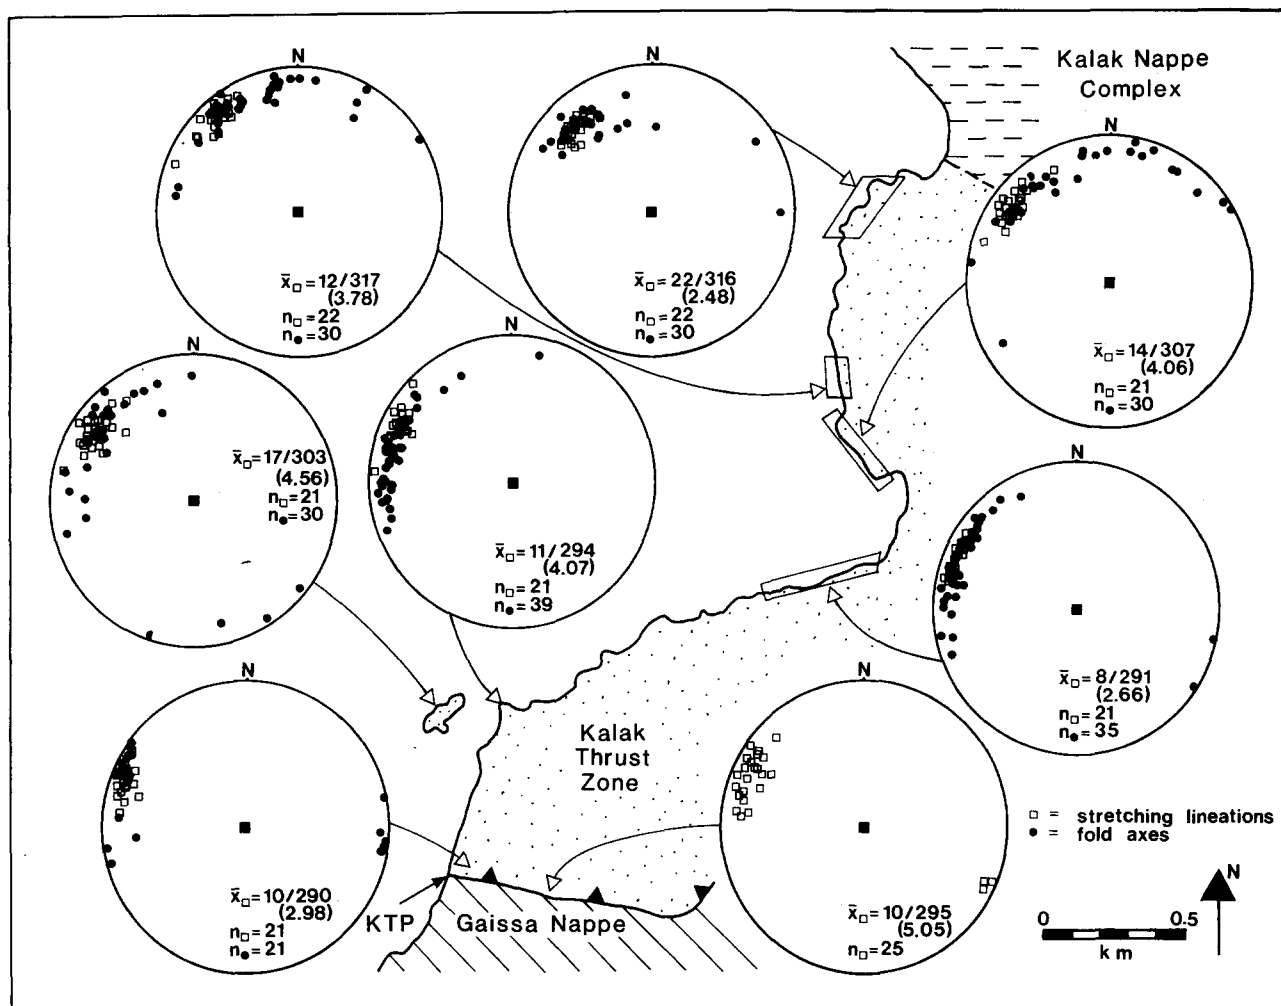 N
N
Kalak Nappe
Complex
N
x̄□=12/317
(3.78)
n□=22
n●=30
x̄□=22/316
(2.48)
n□=22
n●=30
x̄□=14/307
(4.06)
n□=21
n●=30
N
N
x̄□=17/303
(4.56)
n□=21
n●=30
x̄□=11/294
(4.07)
n□=21
n●=39
N
x̄□=8/291
(2.66)
n□=21
n●=35
N
N
Kalak
Thrust
Zone
x̄□=10/290
(2.98)
n□=21
n●=21
KTP
Gaissa Nappe
x̄□=10/295
(5.05)
n□=25
□ = stretching lineations
● = fold axes
N
0 0.5
km